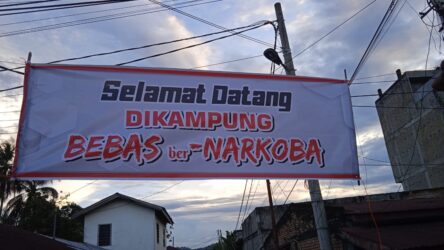 Selamat Datang
DIKAMPUNG
BEBAS ber-NARKOBA